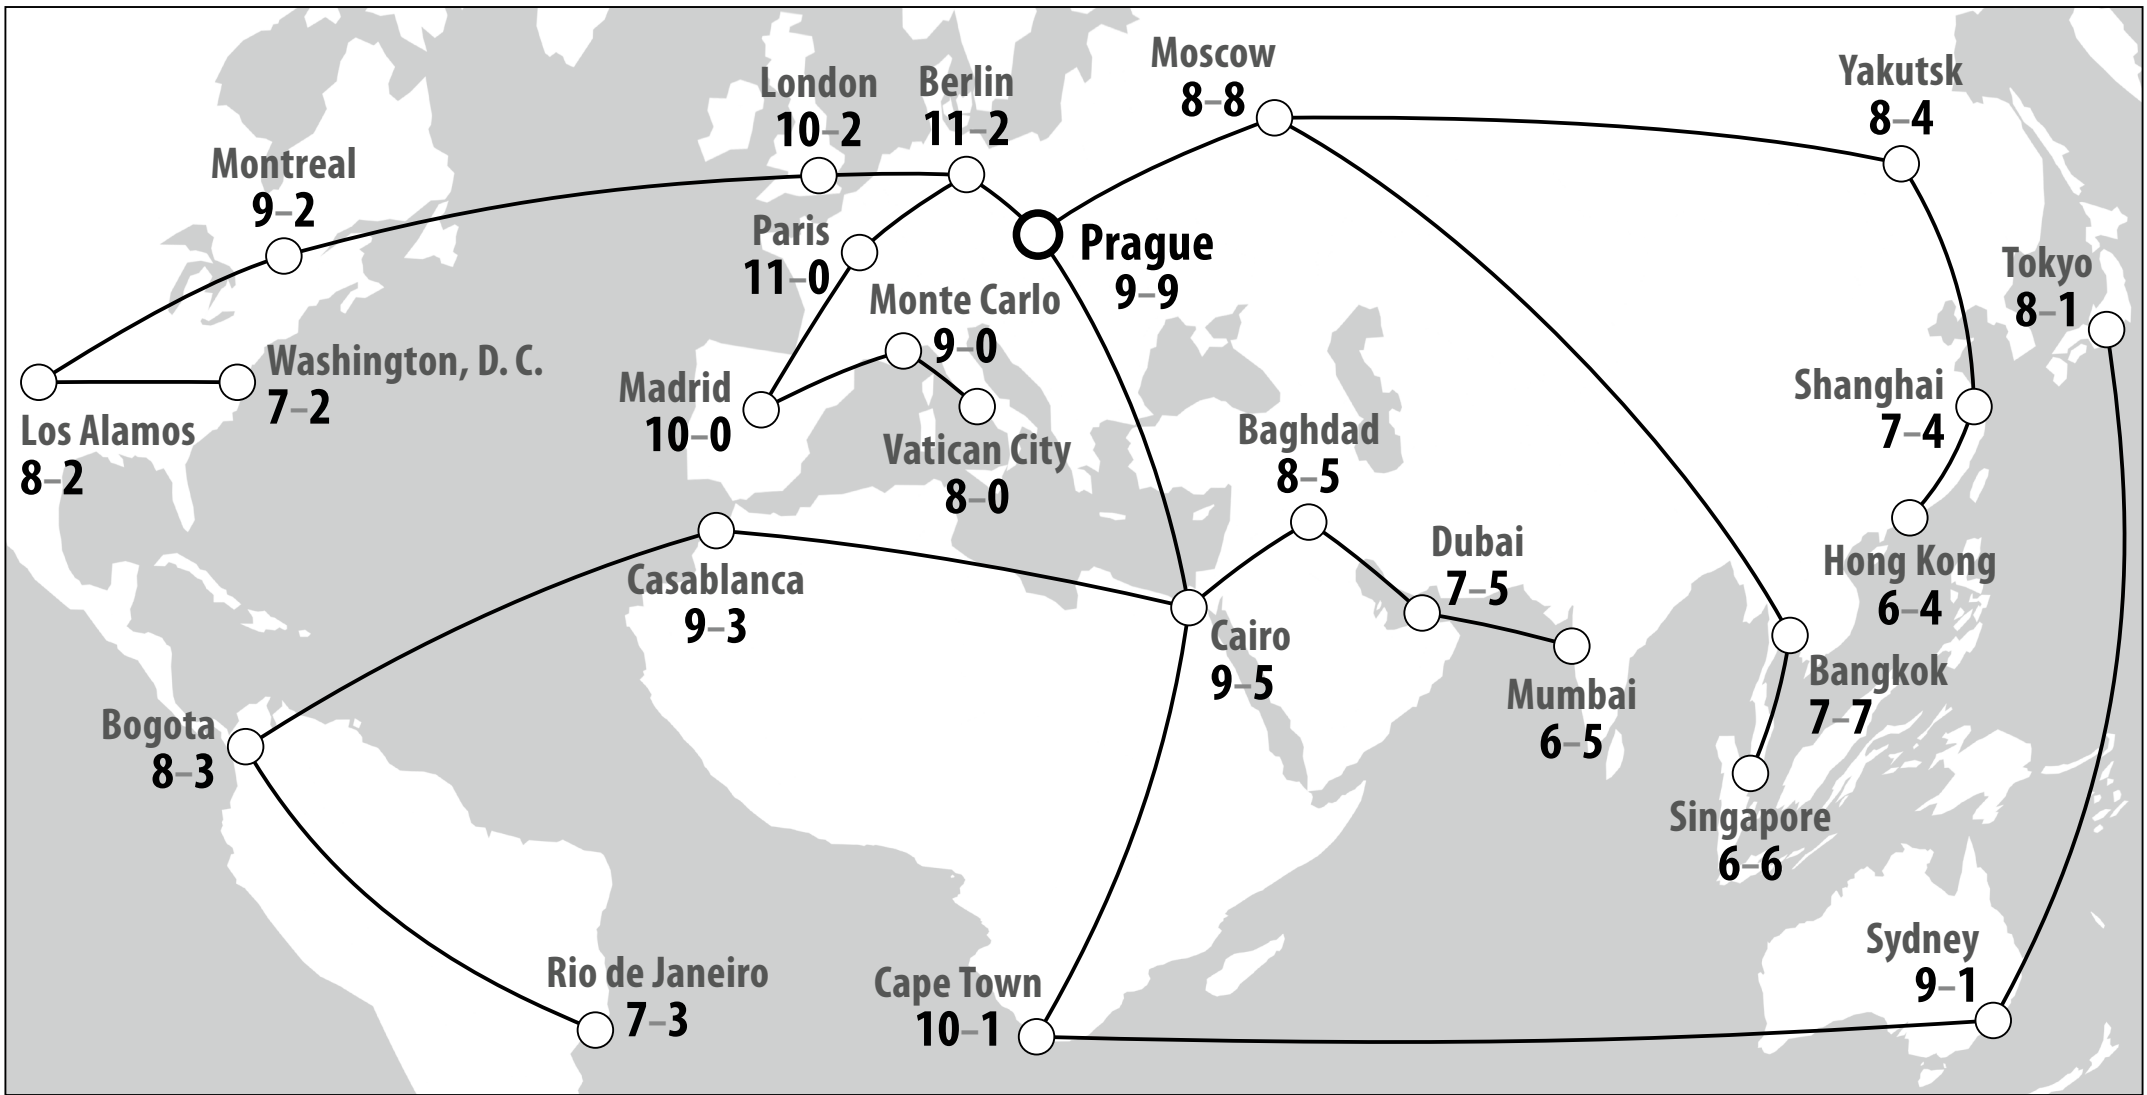 Moscow
8–8
Yakutsk
8–4
London
10–2
Berlin
11–2
Montreal
9–2
Paris
11–0
Prague
9–9
Tokyo
8–1
Monte Carlo
9–0
Washington, D. C.
7–2
Madrid
10–0
Shanghai
7–4
Los Alamos
8–2
Vatican City
8–0
Baghdad
8–5
Dubai
7–5
Hong Kong
6–4
Casablanca
9–3
Cairo
9–5
Bangkok
7–7
Mumbai
6–5
Bogota
8–3
Singapore
6–6
Sydney
9–1
Rio de Janeiro
7–3
Cape Town
10–1